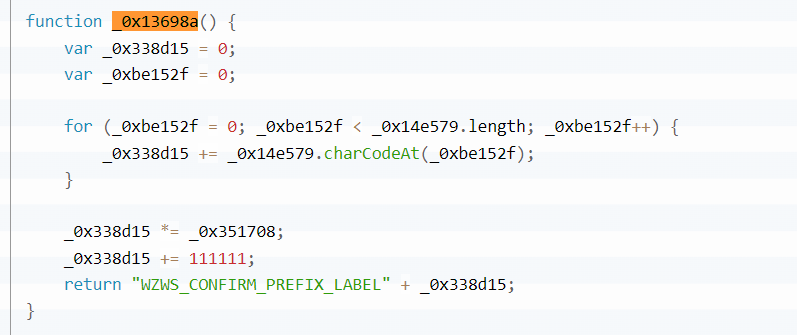 function _0x13698a() {
    var _0x338d15 = 0;
    var _0xbe152f = 0;
    for (_0xbe152f = 0; _0xbe152f < _0x14e579.length; _0xbe152f++) {
        _0x338d15 += _0x14e579.charCodeAt(_0xbe152f);
    }
    _0x338d15 *= _0x351708;
    _0x338d15 += 111111;
    return "WZWS_CONFIRM_PREFIX_LABEL" + _0x338d15;
}